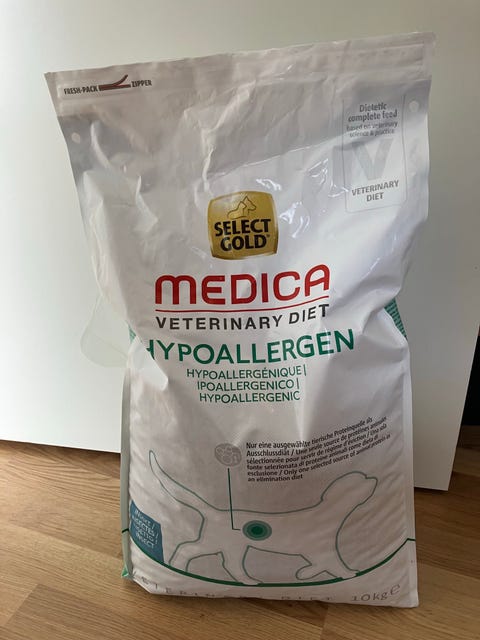 FRESH-PACK ZIPPER
Dietetic
complete feed
based on veterinary
science & practice
V
VETERINARY
DIET
SELECT
GOLD
MEDICA
VETERINARY DIET
HYPOALLERGEN
HYPOALLERGÉNIQUE|
IPOALLERGENICO|
HYPOALLERGENIC
Nur eine ausgewählte tierische Proteinquelle als
Ausschlussdiät / Une seule source de protéines animales
sélectionnée pour servir de régime d'éviction / Una sola
fonte selezionata di proteine animali come dieta di
esclusione / Only one selected source of animal protein as
an elimination diet
INSECT
10kg e